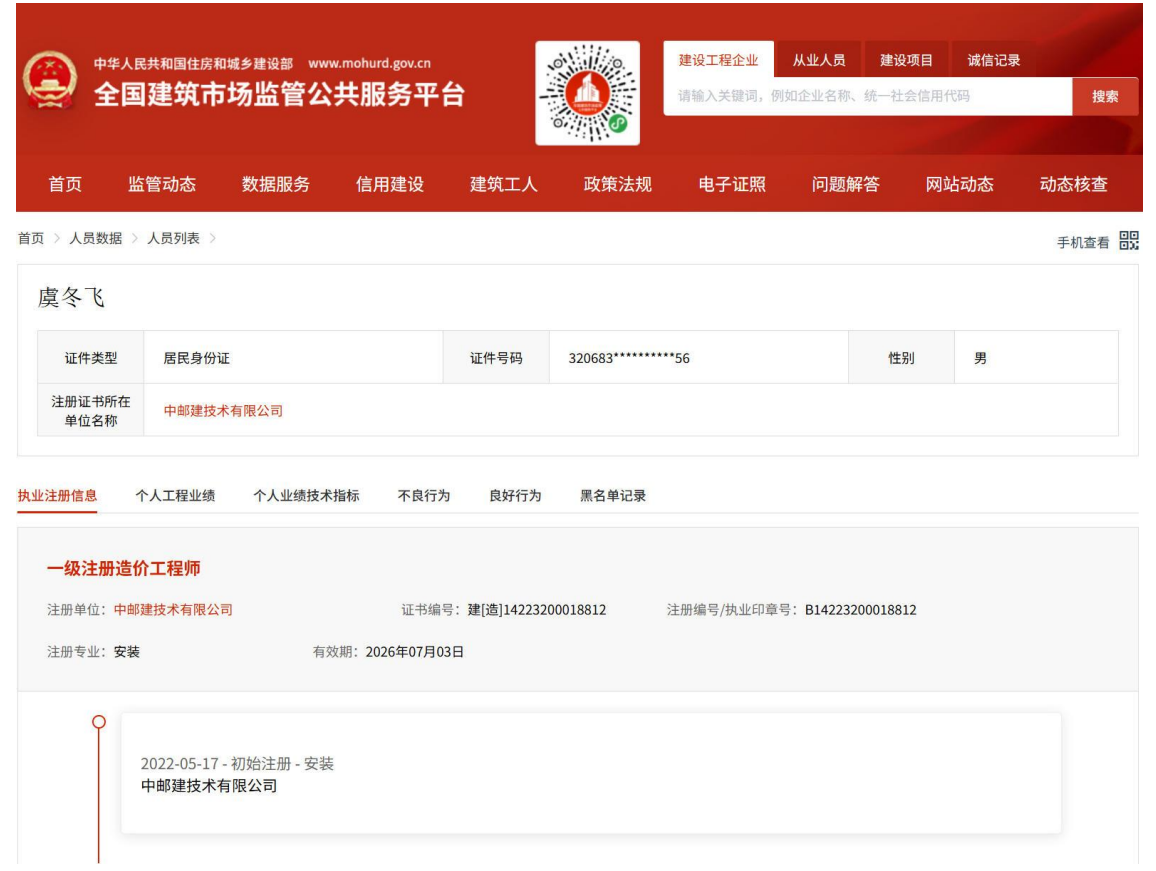 中华人民共和国住房和城乡建设部 www.mohurd.gov.cn
全国建筑市场监管公共服务平台
建设工程企业 从业人员 建设项目 诚信记录
请输入关键词，例如企业名称、统一社会信用代码 搜索
首页 监管动态 数据服务 信用建设 建筑工人 政策法规 电子证照 问题解答 网站动态 动态核查
首页 > 人员数据 > 人员列表 >
手机查看
虞冬飞
证件类型 居民身份证 证件号码 320683**********56 性别 男
注册证书所在
单位名称
中邮建技术有限公司
执业注册信息 个人工程业绩 个人业绩技术指标 不良行为 良好行为 黑名单记录
一级注册造价工程师
注册单位：中邮建技术有限公司 证书编号：建[造]14223200018812 注册编号/执业印章号：B14223200018812
注册专业：安装 有效期：2026年07月03日
2022-05-17 - 初始注册 - 安装
中邮建技术有限公司